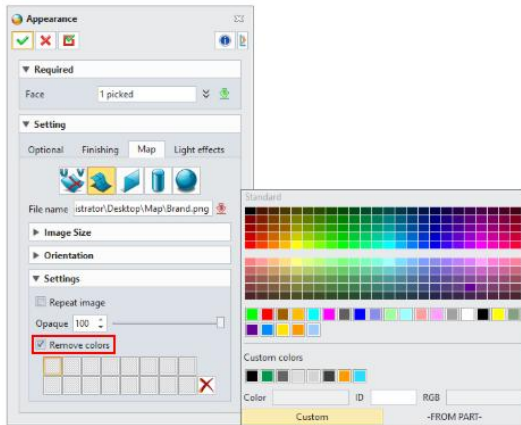 Appearance
Required
Face 1 picked
Setting
Optional Finishing Map Light effects
File name istrator\Desktop\Map\Brand.png
Image Size
Orientation
Settings
Repeat image
Opaque 100
Remove colors
Standard
Custom colors
Color ID RGB
Custom -FROM PART-